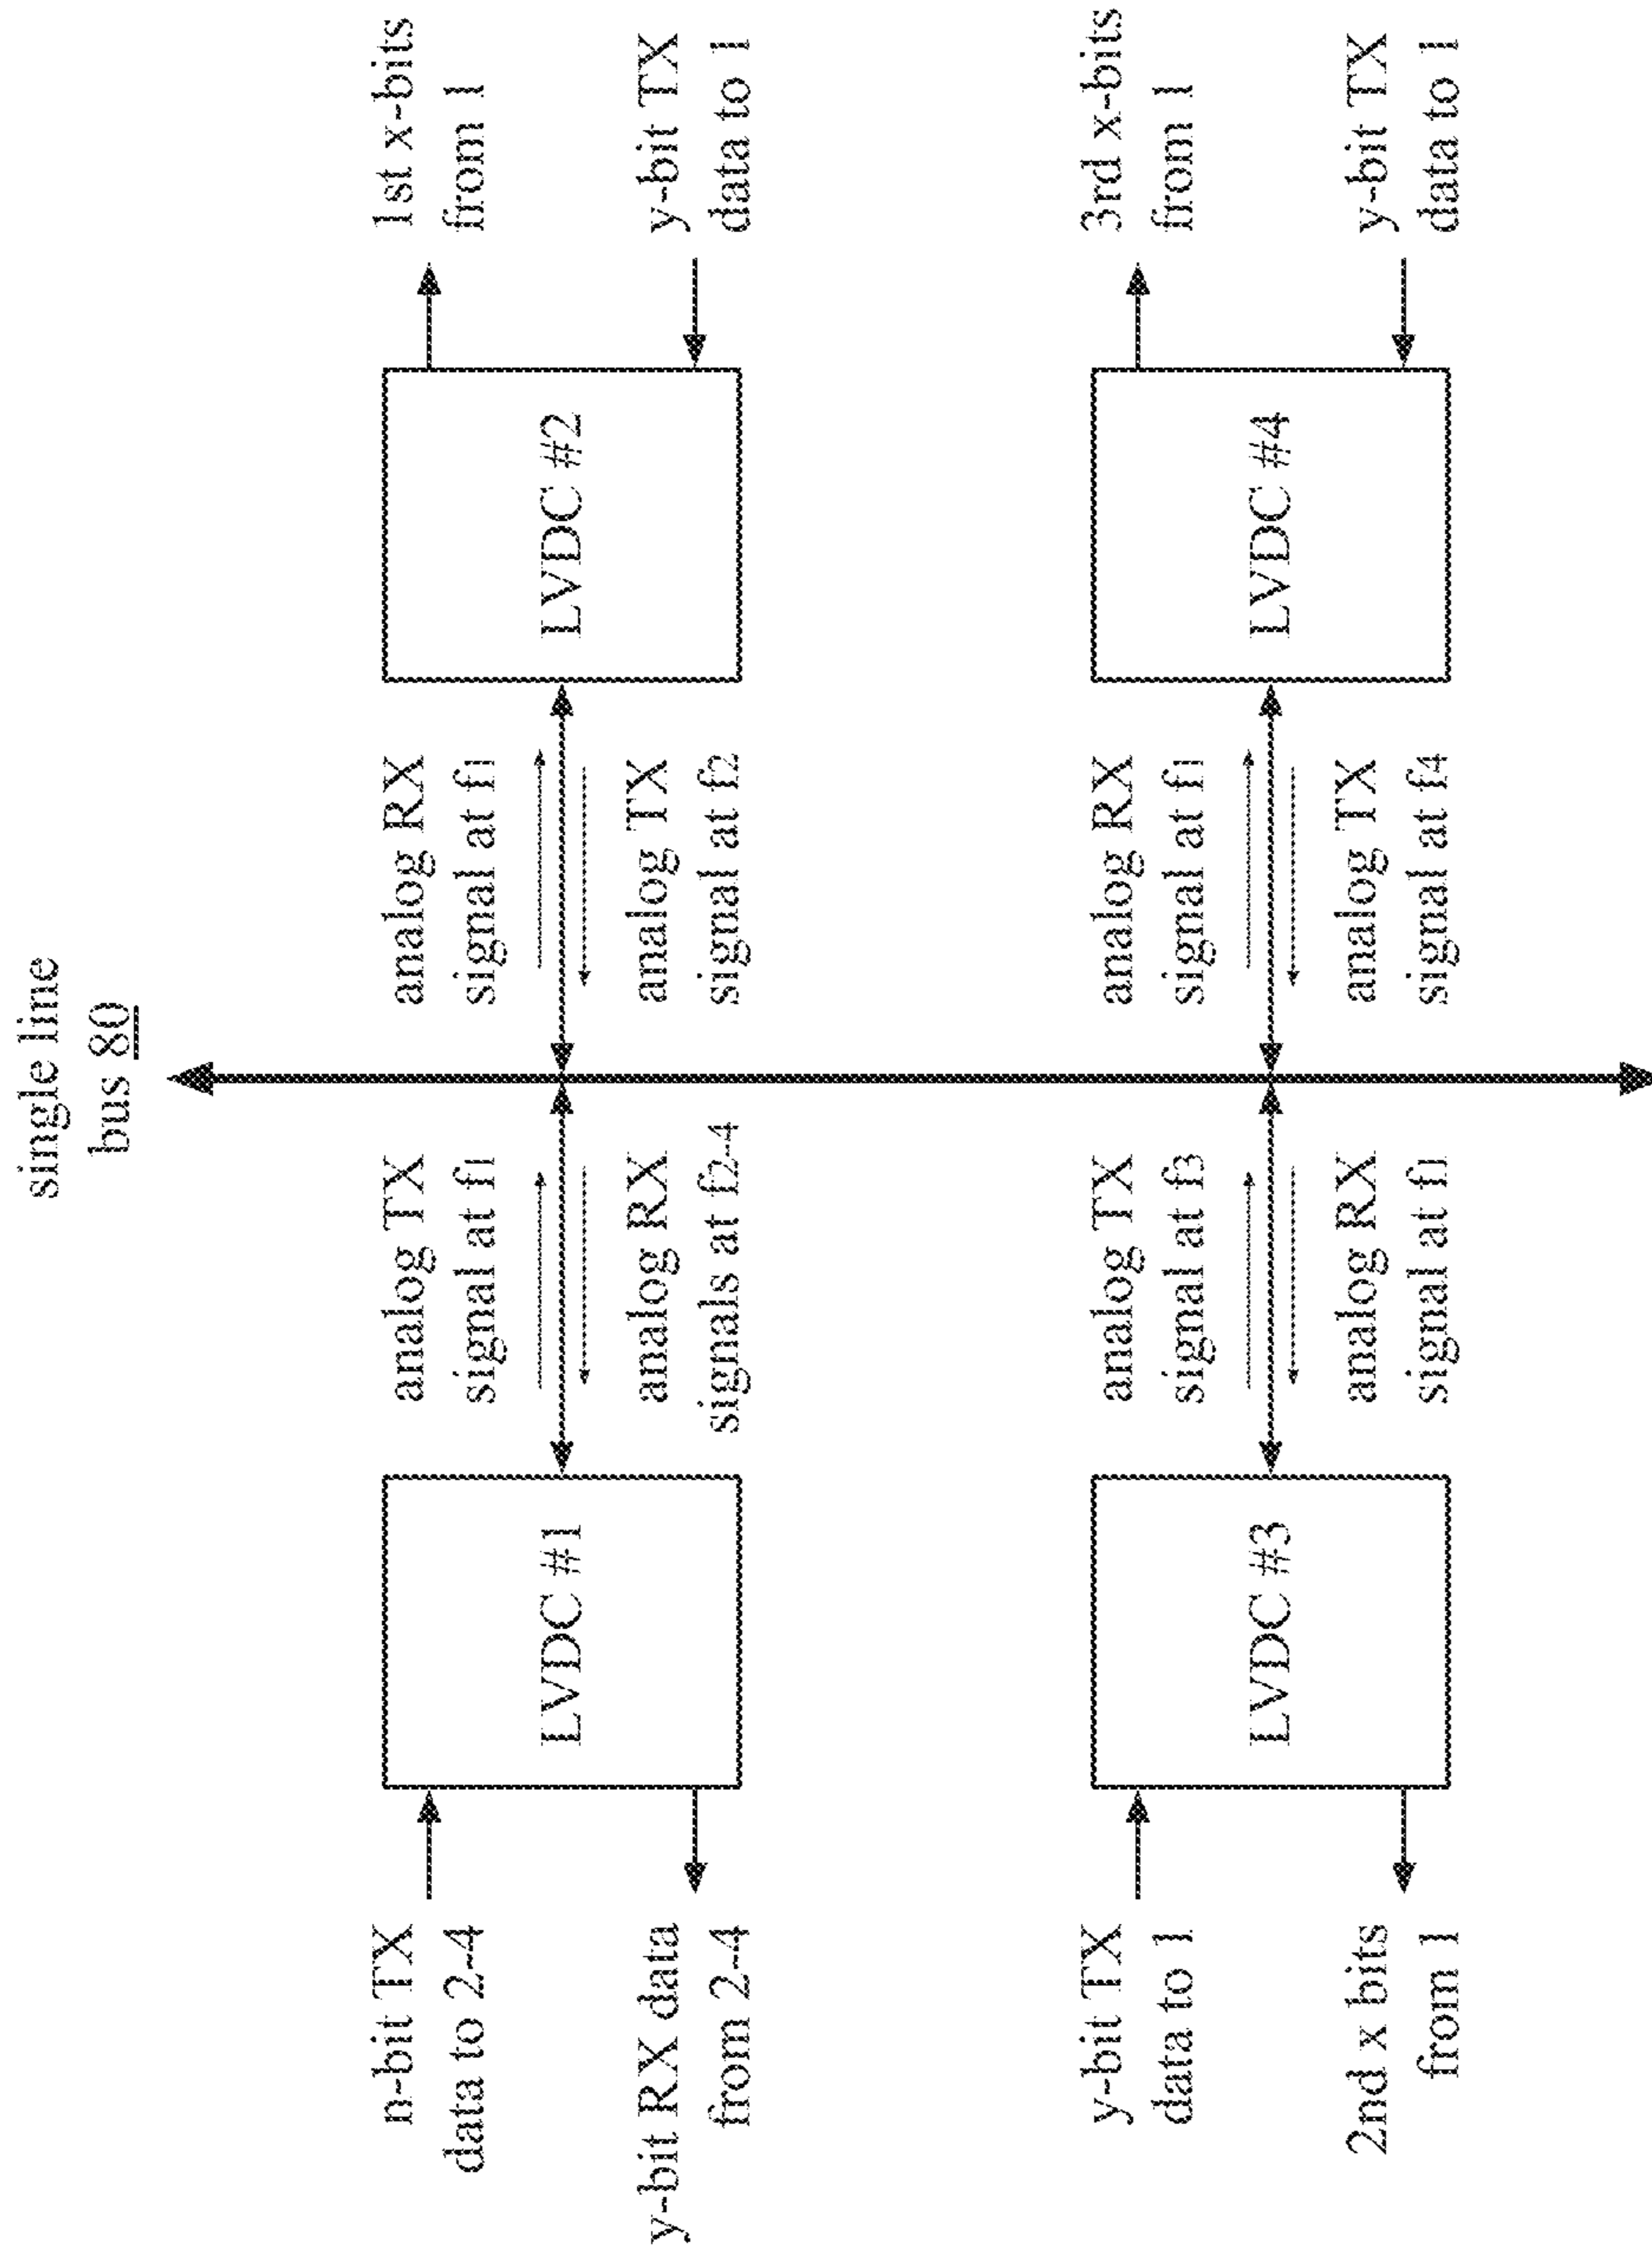 single line
bus 80
n-bit TX
data to 2-4
y-bit RX data
from 2-4
LVDC #1
analog TX
signal at f1
analog RX
signals at f2-4
analog RX
signal at f1
analog TX
signal at f2
LVDC #2
1st x-bits
from 1
y-bit TX
data to 1
y-bit TX
data to 1
2nd x bits
from 1
LVDC #3
analog TX
signal at f3
analog RX
signal at f1
analog RX
signal at f1
analog TX
signal at f4
LVDC #4
3rd x-bits
from 1
y-bit TX
data to 1